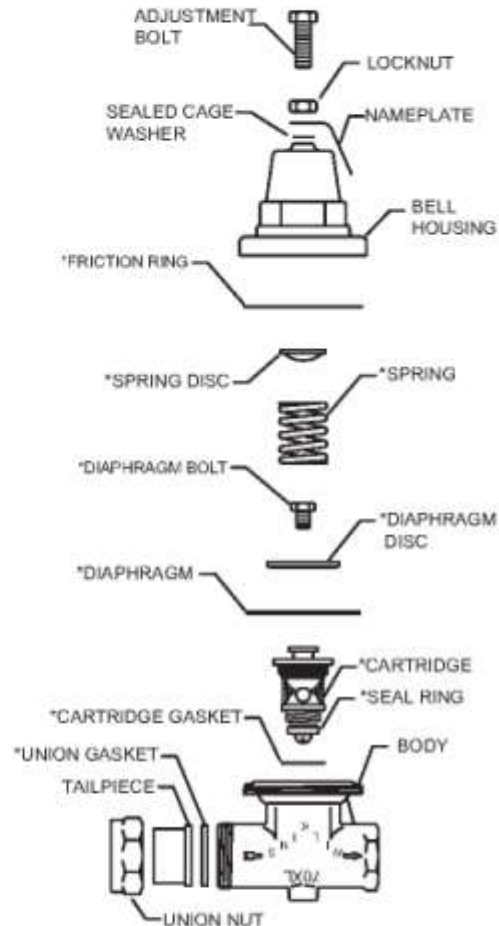 ADJUSTMENT
BOLT
LOCKNUT
SEALED CAGE
WASHER
NAMEPLATE
BELL
HOUSING
*FRICTION RING
*SPRING DISC
*SPRING
*DIAPHRAGM BOLT
*DIAPHRAGM
DISC
*DIAPHRAGM
*CARTRIDGE
*SEAL RING
*CARTRIDGE GASKET
*UNION GASKET
BODY
TAILPIECE
70XL
UNION NUT